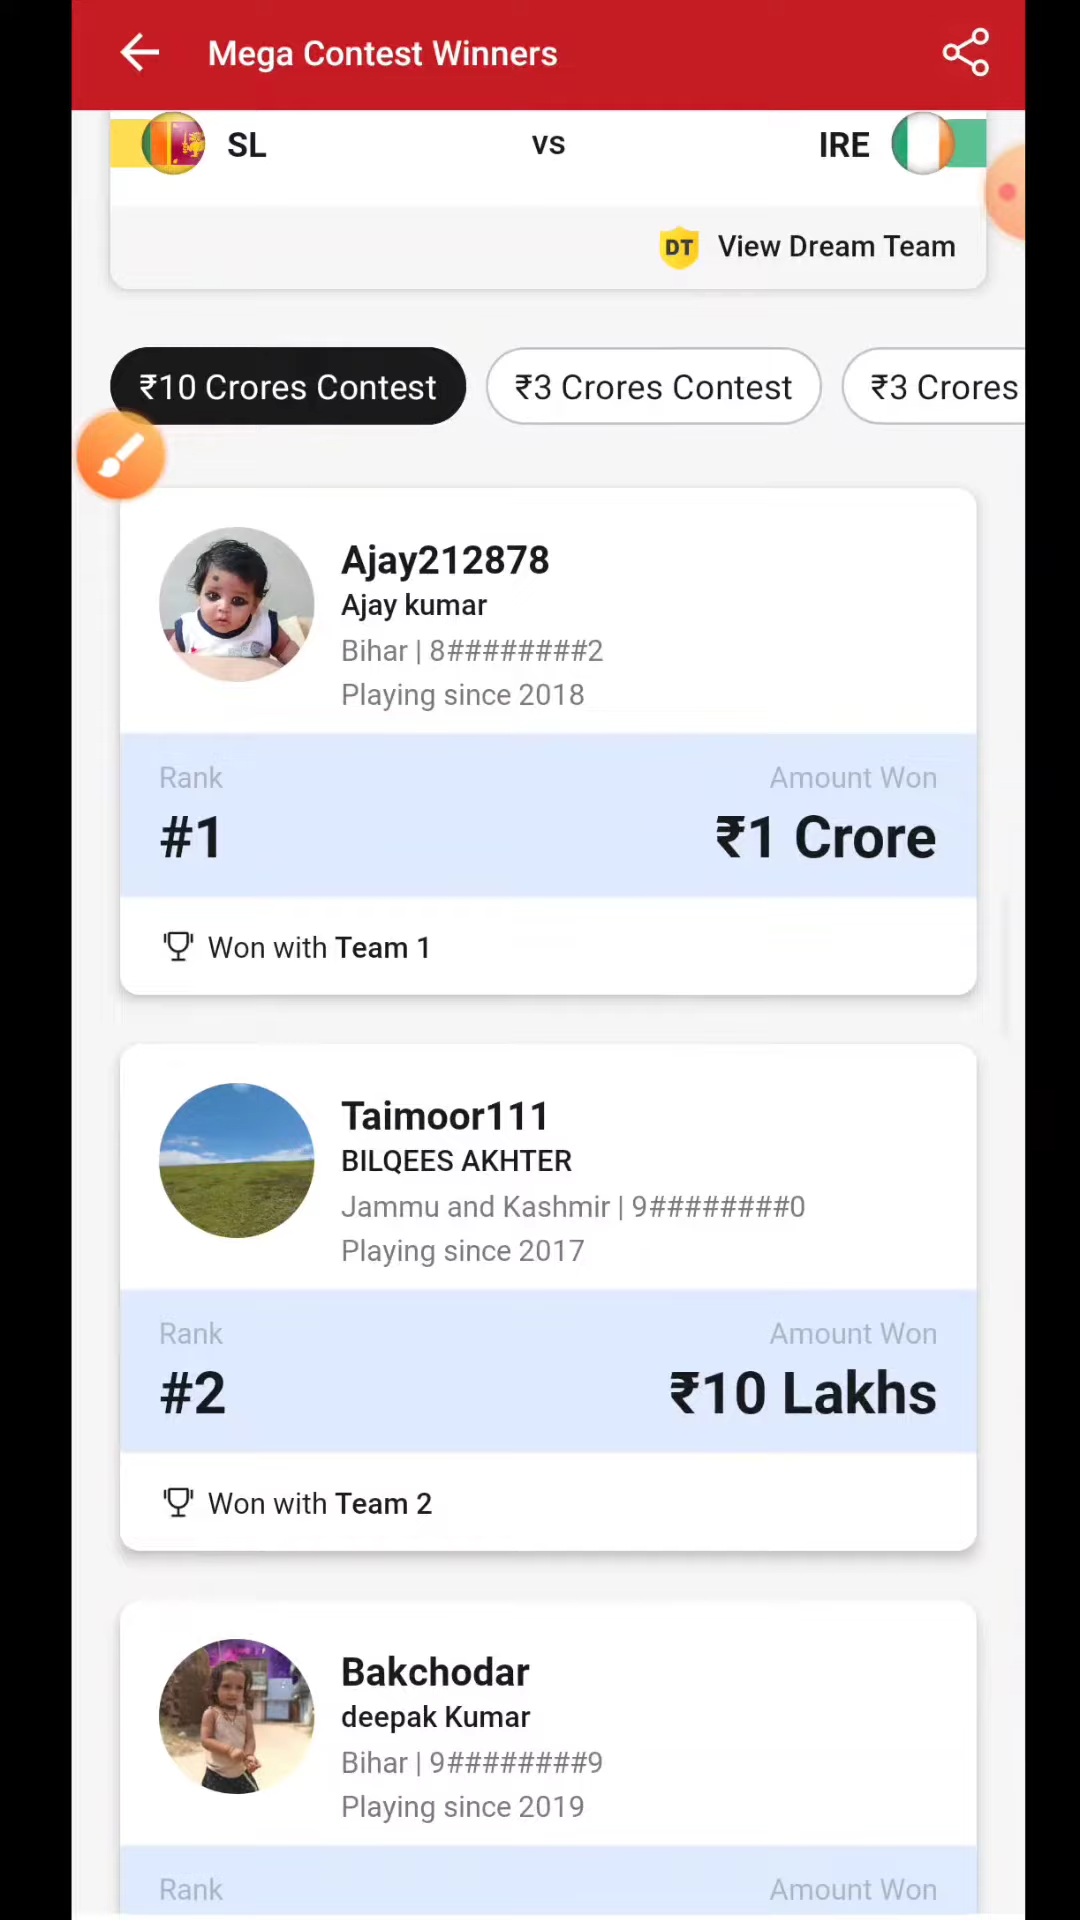 Mega Contest Winners
SL vs IRE
DT View Dream Team
₹10 Crores Contest ₹3 Crores Contest ₹3 Crores
Ajay212878
Ajay kumar
Bihar | 8########2
Playing since 2018
Rank Amount Won
#1 ₹1 Crore
Won with Team 1
Taimoor111
BILQEES AKHTER
Jammu and Kashmir | 9########0
Playing since 2017
Rank Amount Won
#2 ₹10 Lakhs
Won with Team 2
Bakchodar
deepak Kumar
Bihar | 9########9
Playing since 2019
Rank Amount Won